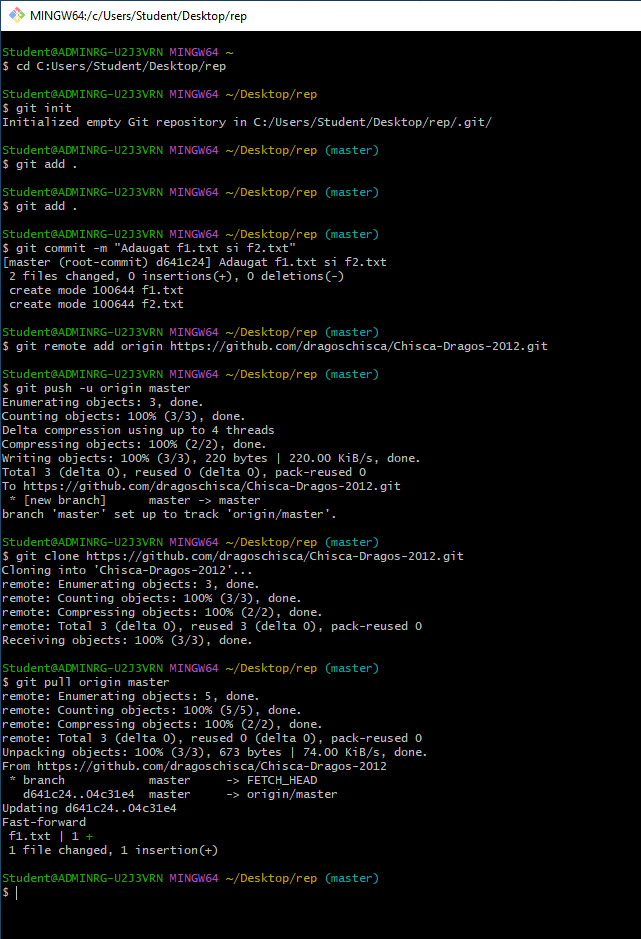 MINGW64:/c/Users/Student/Desktop/rep
Student@ADMINRG-U2J3VRN MINGW64 ~
$ cd C:Users/Student/Desktop/rep
Student@ADMINRG-U2J3VRN MINGW64 ~/Desktop/rep
$ git init
Initialized empty Git repository in C:/Users/Student/Desktop/rep/.git/
Student@ADMINRG-U2J3VRN MINGW64 ~/Desktop/rep (master)
$ git add .
Student@ADMINRG-U2J3VRN MINGW64 ~/Desktop/rep (master)
$ git add .
Student@ADMINRG-U2J3VRN MINGW64 ~/Desktop/rep (master)
$ git commit -m "Adaugat f1.txt si f2.txt"
[master (root-commit) d641c24] Adaugat f1.txt si f2.txt
2 files changed, 0 insertions(+), 0 deletions(-)
create mode 100644 f1.txt
create mode 100644 f2.txt
Student@ADMINRG-U2J3VRN MINGW64 ~/Desktop/rep (master)
$ git remote add origin https://github.com/dragoschisca/Chisca-Dragos-2012.git
Student@ADMINRG-U2J3VRN MINGW64 ~/Desktop/rep (master)
$ git push -u origin master
Enumerating objects: 3, done.
Counting objects: 100% (3/3), done.
Delta compression using up to 4 threads
Compressing objects: 100% (2/2), done.
Writing objects: 100% (3/3), 220 bytes | 220.00 KiB/s, done.
Total 3 (delta 0), reused 0 (delta 0), pack-reused 0
To https://github.com/dragoschisca/Chisca-Dragos-2012.git
* [new branch]      master -> master
branch 'master' set up to track 'origin/master'.
Student@ADMINRG-U2J3VRN MINGW64 ~/Desktop/rep (master)
$ git clone https://github.com/dragoschisca/Chisca-Dragos-2012.git
Cloning into 'Chisca-Dragos-2012'...
remote: Enumerating objects: 3, done.
remote: Counting objects: 100% (3/3), done.
remote: Compressing objects: 100% (2/2), done.
remote: Total 3 (delta 0), reused 3 (delta 0), pack-reused 0
Receiving objects: 100% (3/3), done.
Student@ADMINRG-U2J3VRN MINGW64 ~/Desktop/rep (master)
$ git pull origin master
remote: Enumerating objects: 5, done.
remote: Counting objects: 100% (5/5), done.
remote: Compressing objects: 100% (2/2), done.
remote: Total 3 (delta 0), reused 0 (delta 0), pack-reused 0
Unpacking objects: 100% (3/3), 673 bytes | 74.00 KiB/s, done.
From https://github.com/dragoschisca/Chisca-Dragos-2012
* branch            master     -> FETCH_HEAD
d641c24..04c31e4  master     -> origin/master
Updating d641c24..04c31e4
Fast-forward
f1.txt | 1 +
1 file changed, 1 insertion(+)
Student@ADMINRG-U2J3VRN MINGW64 ~/Desktop/rep (master)
$